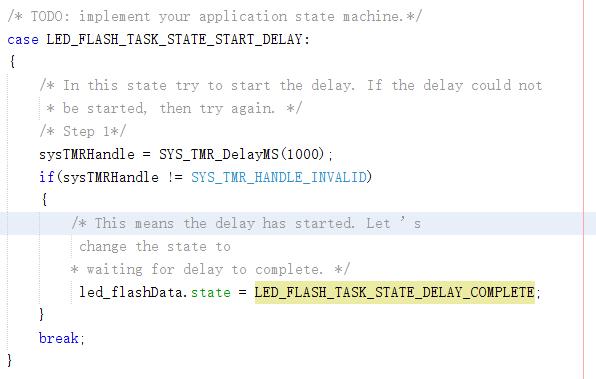 /* TODO: implement your application state machine.*/
case LED_FLASH_TASK_STATE_START_DELAY:
{
/* In this state try to start the delay. If the delay could not
* be started, then try again. */
/* Step 1*/
sysTMRHandle = SYS_TMR_DelayMS(1000);
if(sysTMRHandle != SYS_TMR_HANDLE_INVALID)
{
/* This means the delay has started. Let ’ s
change the state to
* waiting for delay to complete. */
led_flashData.state = LED_FLASH_TASK_STATE_DELAY_COMPLETE;
}
break;
}